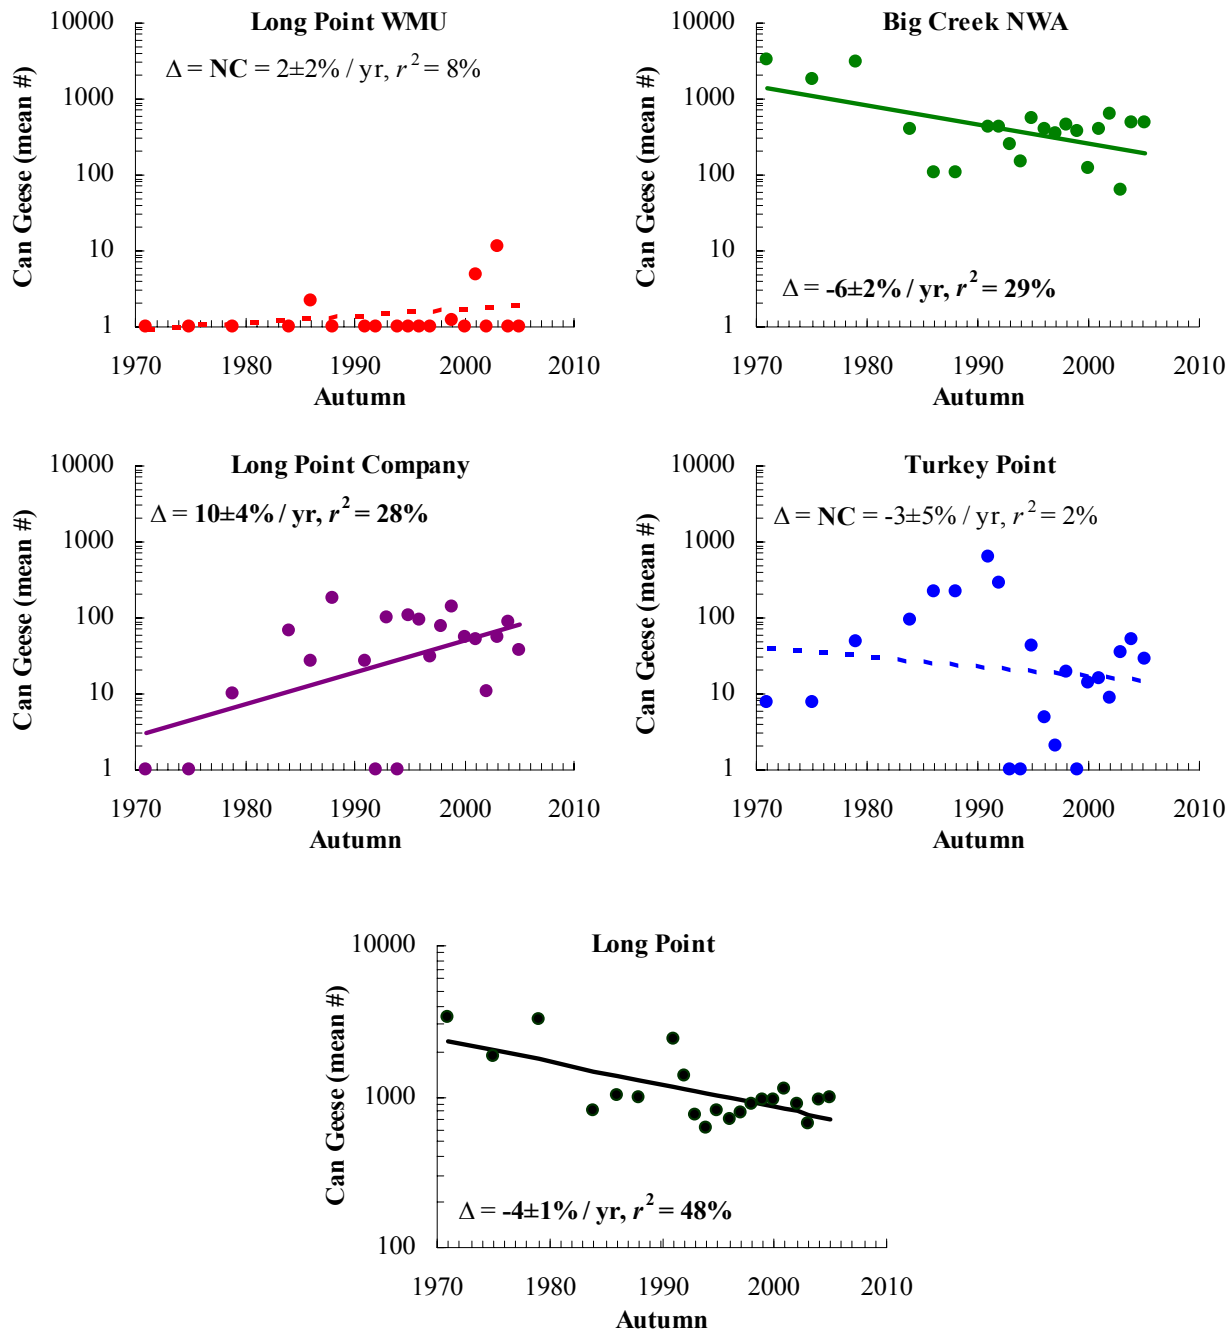 Long Point WMU
Δ = NC = 2±2% / yr, r² = 8%
Can Geese (mean #)
10000
1000
100
10
1
1970 1980 1990 2000 2010
Autumn
Big Creek NWA
Can Geese (mean #)
10000
1000
100
10
1
Δ = -6±2% / yr, r² = 29%
1970 1980 1990 2000 2010
Autumn
Long Point Company
Δ = 10±4% / yr, r² = 28%
Can Geese (mean #)
10000
1000
100
10
1
1970 1980 1990 2000 2010
Autumn
Turkey Point
Δ = NC = -3±5% / yr, r² = 2%
Can Geese (mean #)
10000
1000
100
10
1
1970 1980 1990 2000 2010
Autumn
Long Point
Can Geese (mean #)
10000
1000
100
Δ = -4±1% / yr, r² = 48%
1970 1980 1990 2000 2010
Autumn